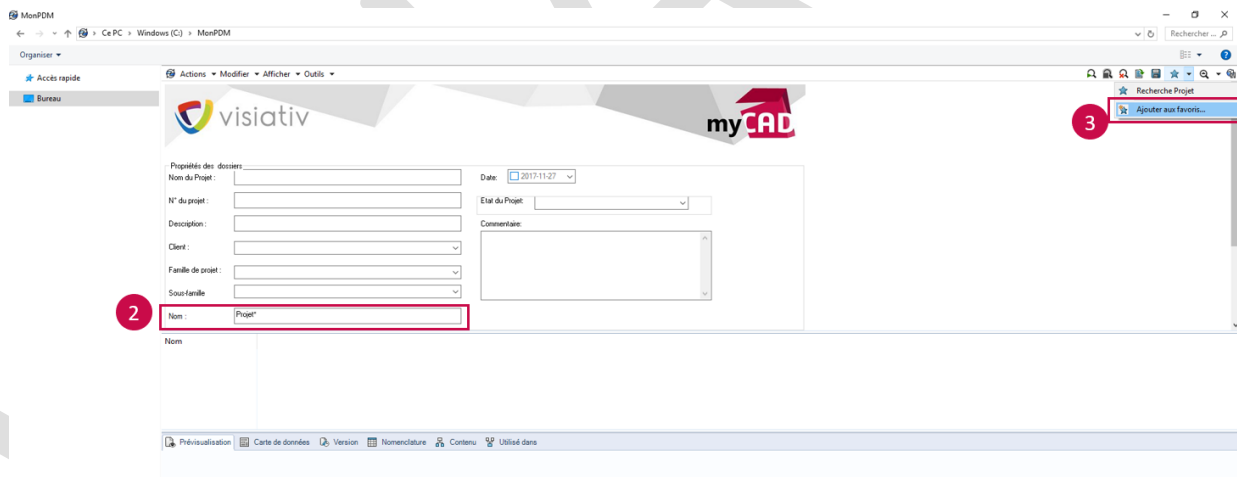 MonPDM
Ce PC > Windows (C:) > MonPDM
Rechercher ...
Organiser
Accès rapide
Bureau
Actions Modifier Afficher Outils
Recherche Projet
Ajouter aux favoris...
3
visiativ
myCAD
Propriétés des dossiers
Nom du Projet :
Date: 2017-11-27
N° du projet :
Etat du Projet:
Description :
Commentaire:
Client :
Famille de projet :
Sous-famille
2
Nom : Projet*
Nom
Prévisualisation Carte de données Version Nomenclature Contenu Utilisé dans